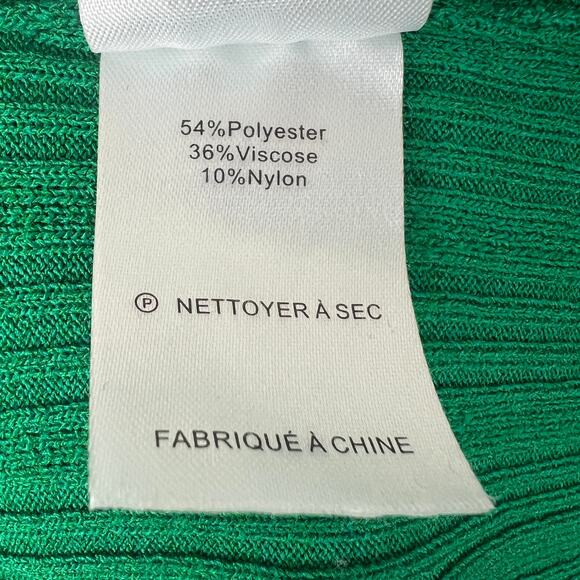 54%Polyester
36%Viscose
10%Nylon
Ⓟ NETTOYER À SEC
FABRIQUÉ À CHINE